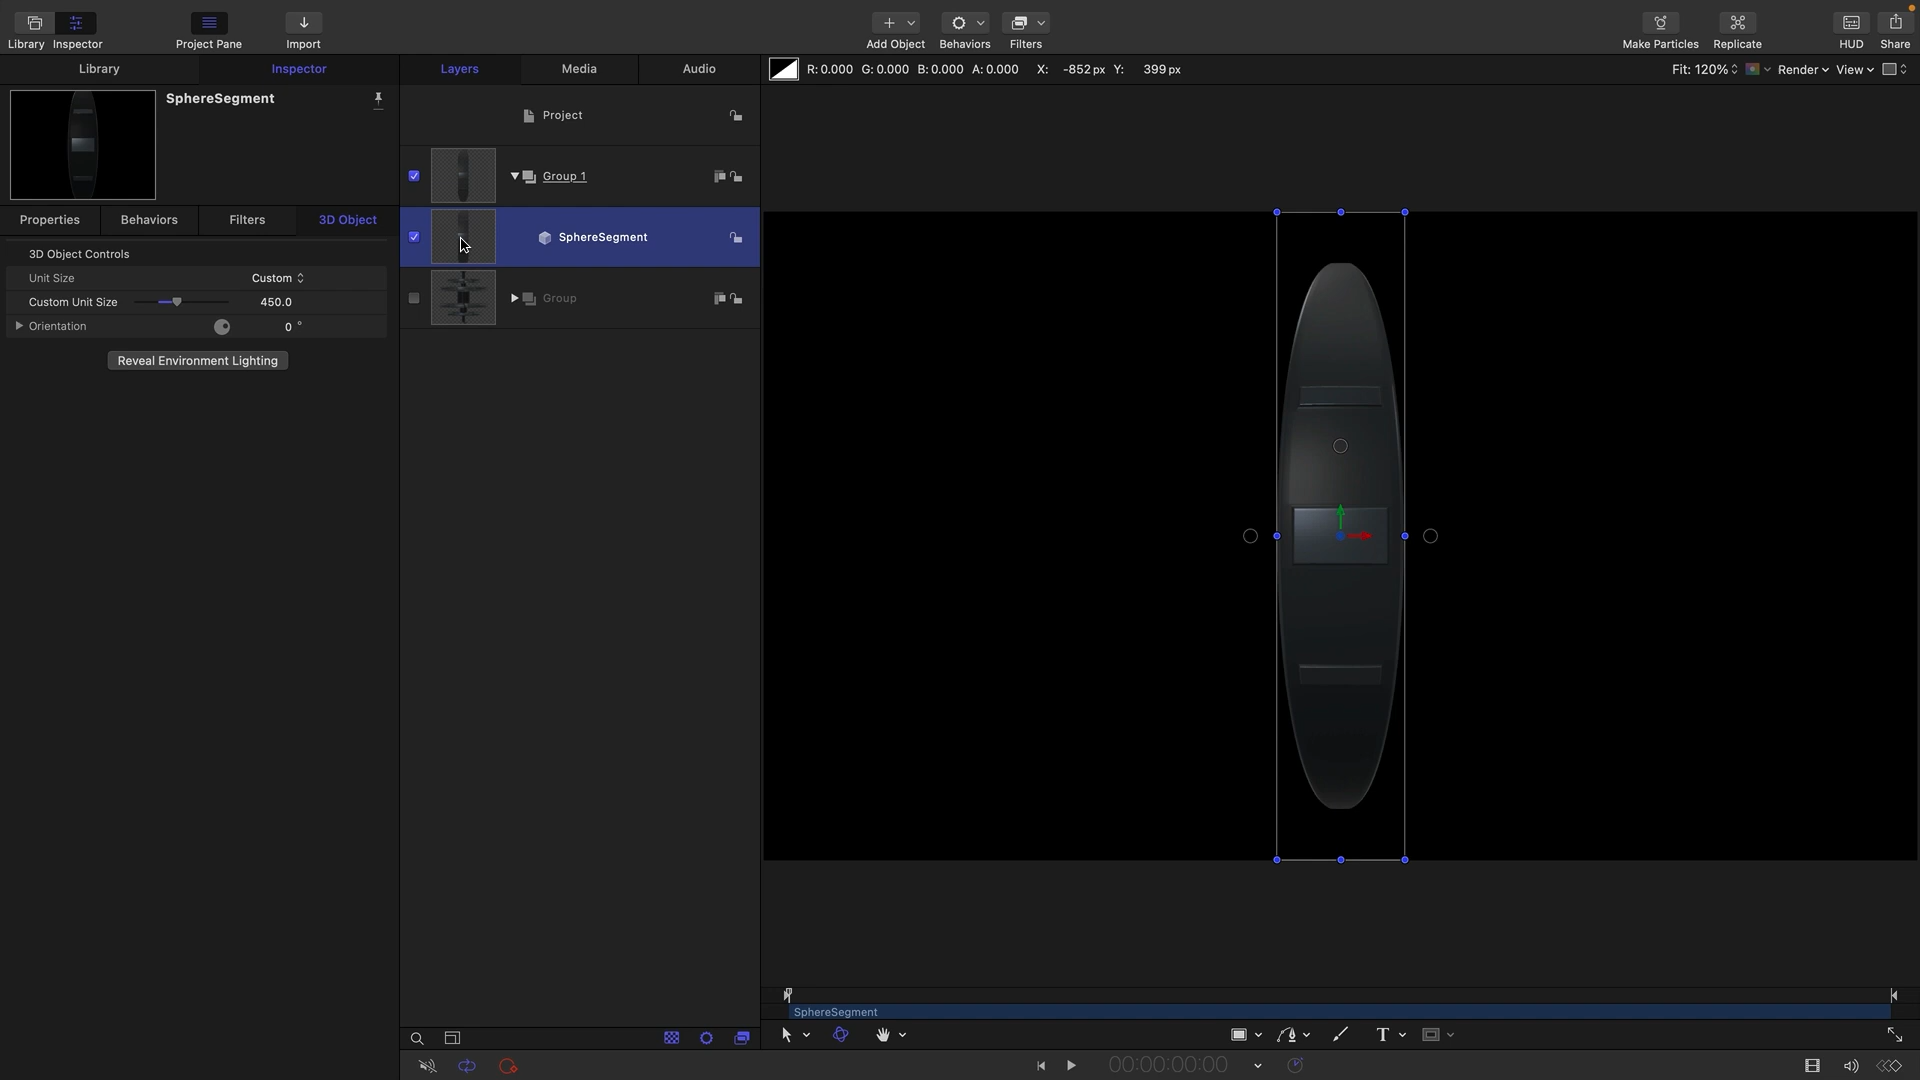 Library Inspector Project Pane Import Add Object Behaviors Filters Make Particles Replicate HUD Share
Library Inspector Layers Media Audio R: 0.000 G: 0.000 B: 0.000 A: 0.000 X: -852 px Y: 399 px Fit: 120% Render View
SphereSegment
Project
Group 1
Properties Behaviors Filters 3D Object
SphereSegment
3D Object Controls
Unit Size Custom
Custom Unit Size 450.0
Group
Orientation 0 °
Reveal Environment Lighting
SphereSegment
T
00:00:00:00